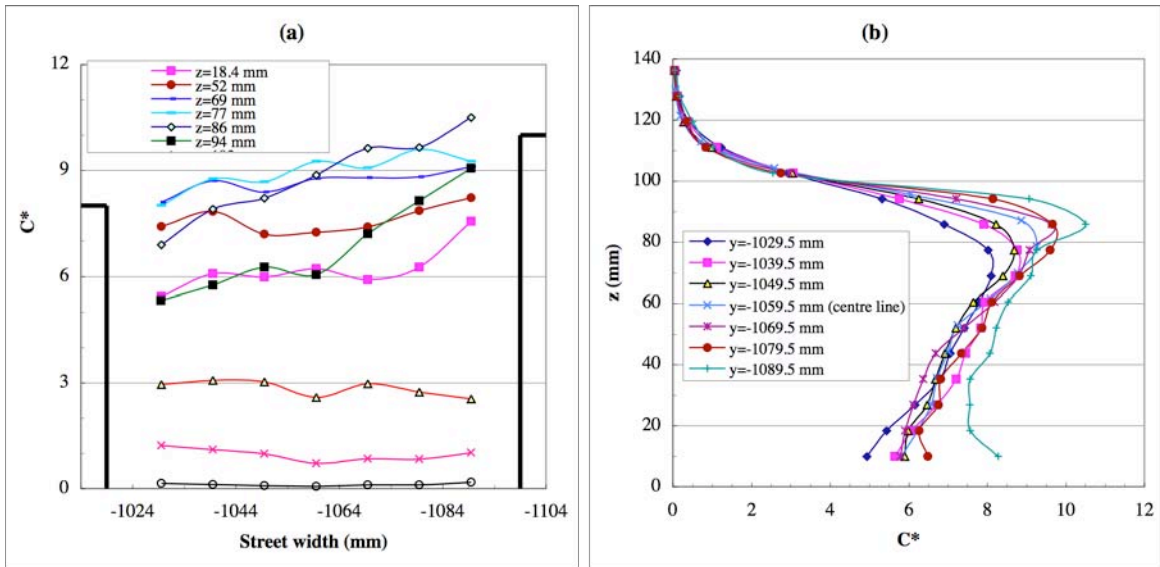 (a)
12
9
6
3
0
C*
z=18.4 mm
z=52 mm
z=69 mm
z=77 mm
z=86 mm
z=94 mm
-1024
-1044
-1064
-1084
-1104
Street width (mm)
(b)
140
120
100
80
60
40
20
0
z (mm)
y=-1029.5 mm
y=-1039.5 mm
y=-1049.5 mm
y=-1059.5 mm (centre line)
y=-1069.5 mm
y=-1079.5 mm
y=-1089.5 mm
0
2
4
6
8
10
12
C*